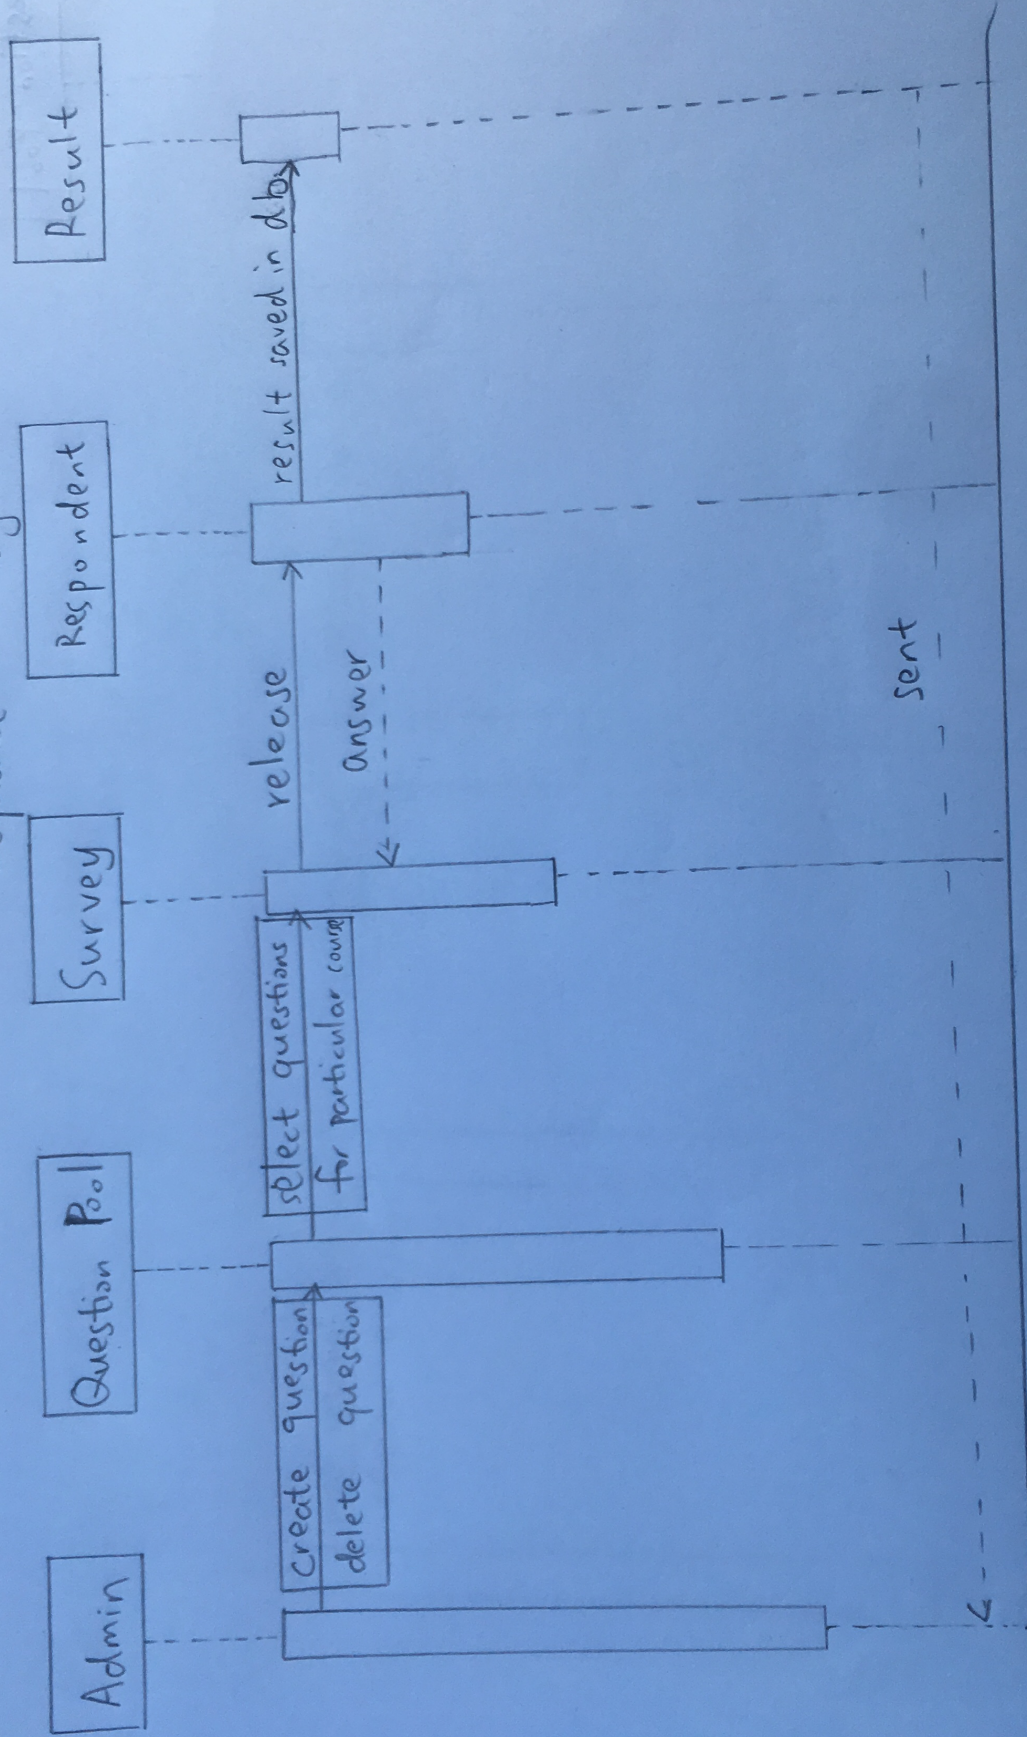 Admin
Question Pool
Survey
Respondent
Result
create question
delete question
select questions
for particular course
release
answer
result saved in db
sent